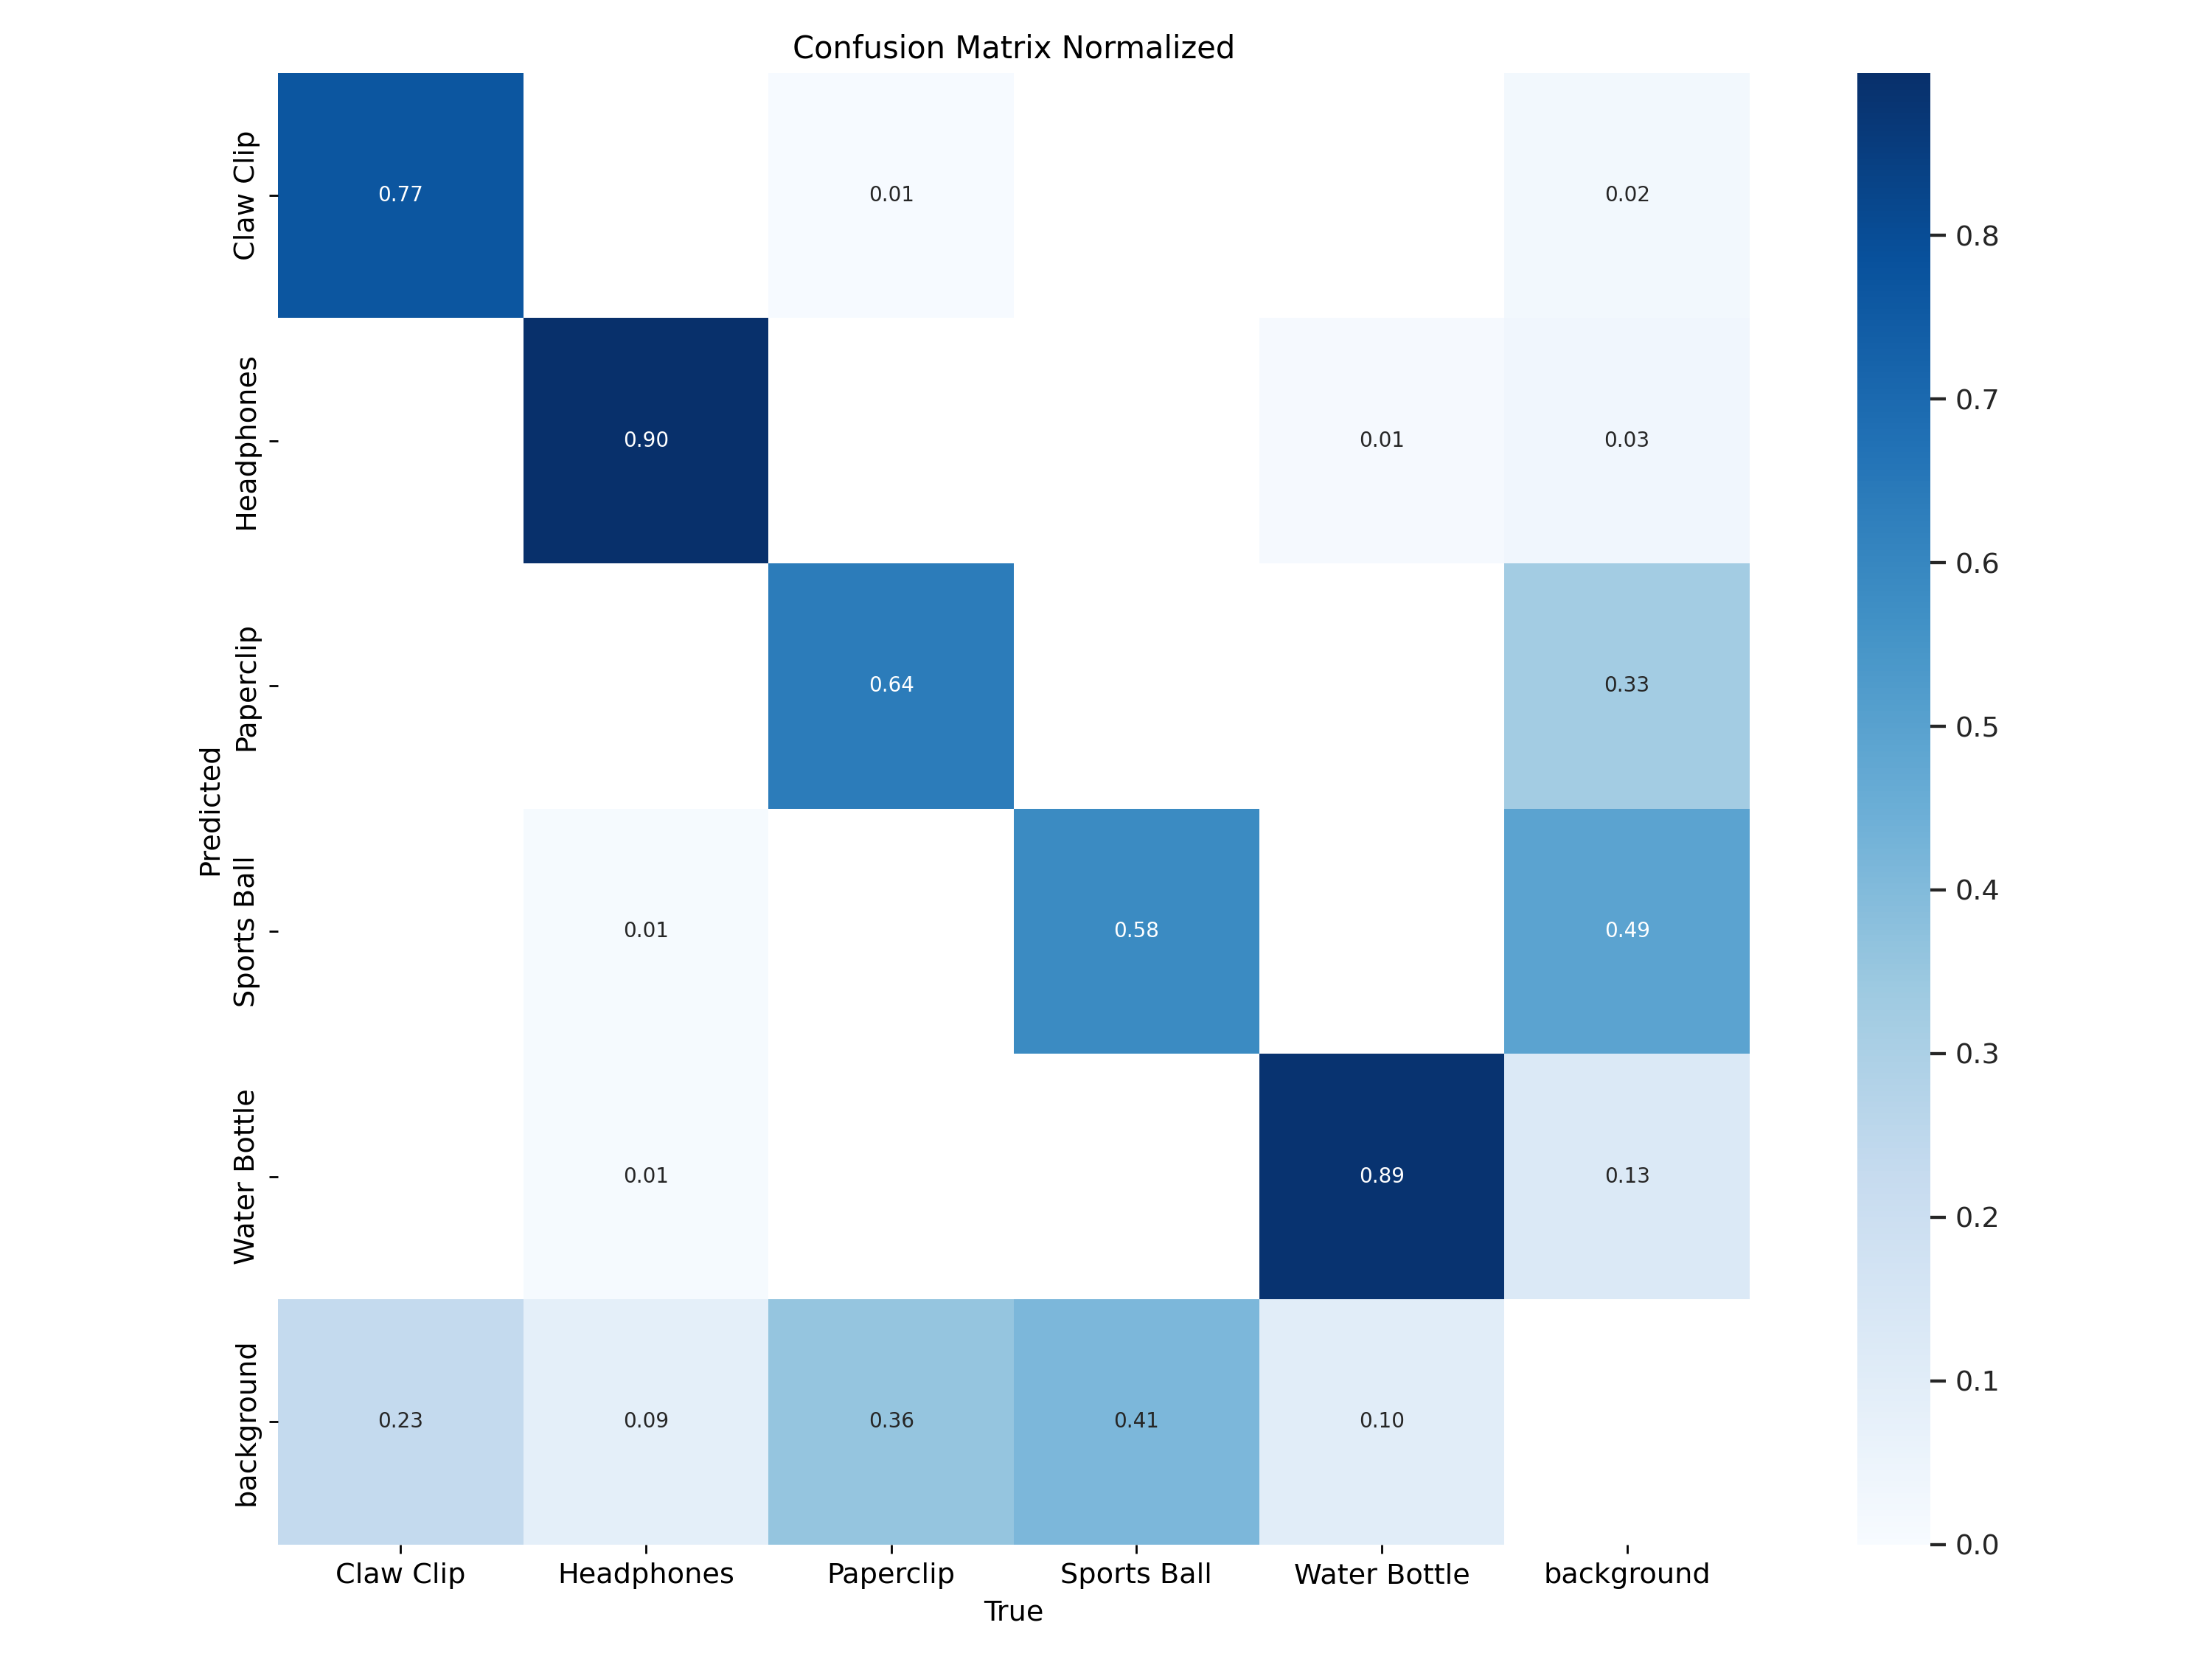 Confusion Matrix Normalized
Claw Clip
0.77
0.01
0.02
0.8
Headphones
0.90
0.01
0.03
0.7
0.6
Paperclip
0.64
0.33
0.5
Predicted
0.4
Sports Ball
0.01
0.58
0.49
0.3
Water Bottle
0.01
0.89
0.13
0.2
0.1
background
0.23
0.09
0.36
0.41
0.10
0.0
Claw Clip Headphones Paperclip Sports Ball Water Bottle background
True